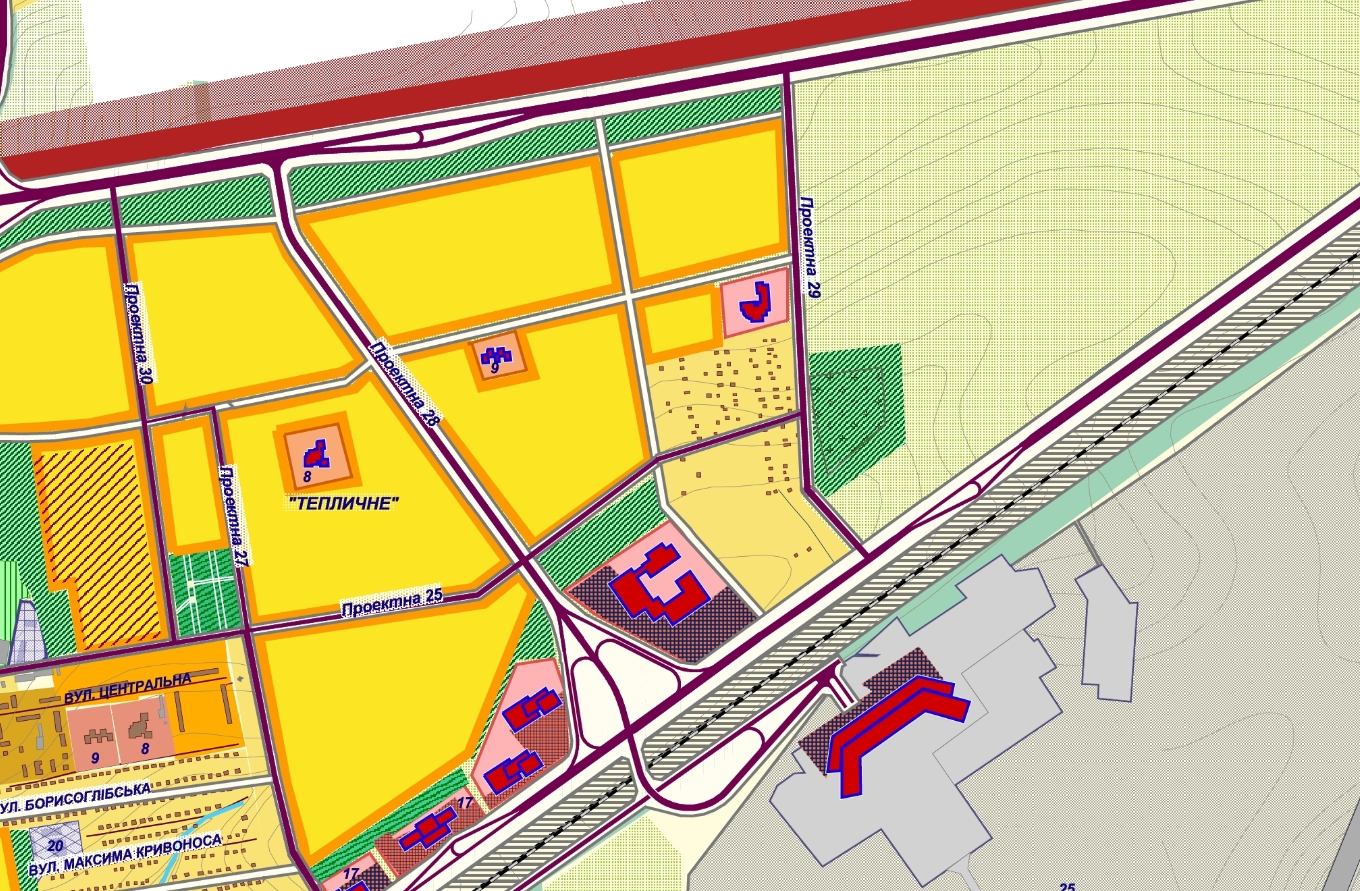 Проектна 29
Проектна 30
Проектна 28
9
8
"ТЕПЛИЧНЕ"
Проектна 27
Проектна 25
ВУЛ. ЦЕНТРАЛЬНА
8
9
УЛ. БОРИСОГЛІБСЬКА
17
20
ВУЛ. МАКСИМА КРИВОНОСА
17
25